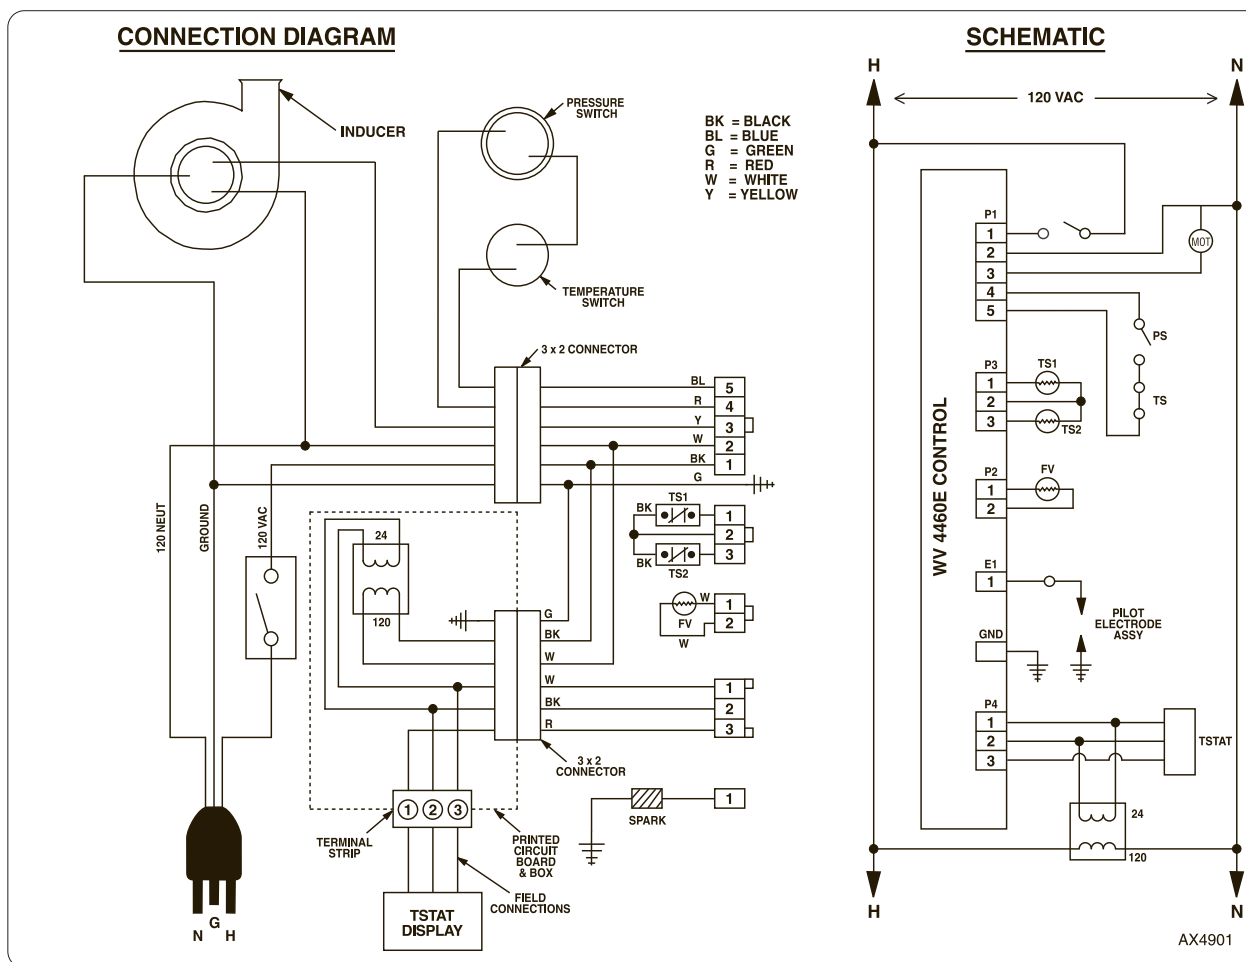 CONNECTION DIAGRAM
INDUCER
PRESSURE
SWITCH
TEMPERATURE
SWITCH
BK = BLACK
BL = BLUE
G = GREEN
R = RED
W = WHITE
Y = YELLOW
3 x 2 CONNECTOR
BL 5
R 4
Y 3
W 2
BK 1
G
120 NEUT
GROUND
120 VAC
24
120
BK TS1 1
2
BK TS2 3
W 1
FV 2
W
G
BK
W
W 1
BK 2
R 3
3 x 2
CONNECTOR
1 2 3
TERMINAL
STRIP
PRINTED
CIRCUIT
BOARD
& BOX
SPARK
1
FIELD
CONNECTIONS
TSTAT
DISPLAY
N G H
SCHEMATIC
H N
120 VAC
WV 4460E CONTROL
P1
1
2
3
4
5
MOT
PS
TS
P3
1
2
3
TS1
TS2
P2
1
2
FV
E1
1
PILOT
ELECTRODE
ASSY
GND
P4
1
2
3
TSTAT
24
120
H N
AX4901